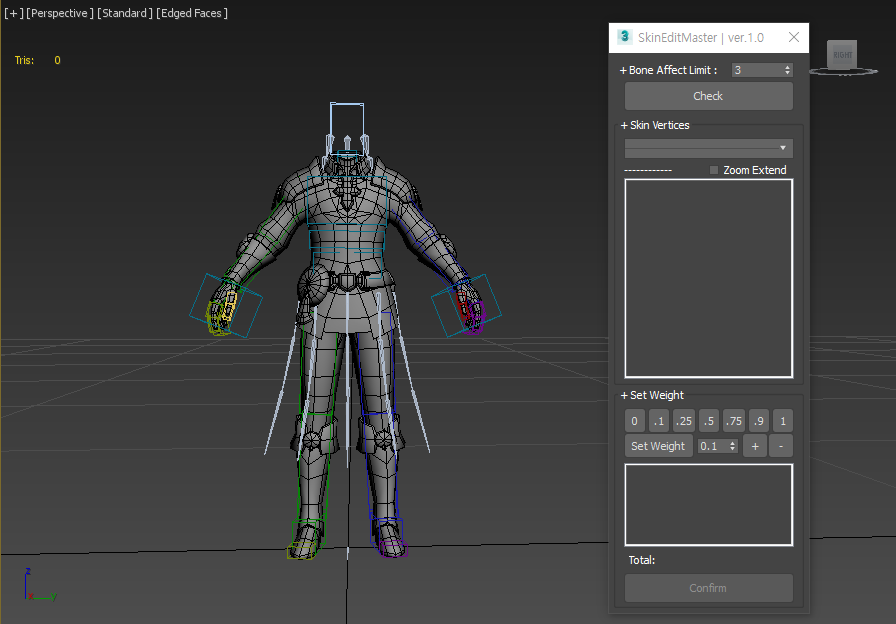 [+] [Perspective] [Standard] [Edged Faces]
Tris: 0
3 SkinEditMaster | ver.1.0
RIGHT
+ Bone Affect Limit : 3
Check
+ Skin Vertices
------------ Zoom Extend
+ Set Weight
0 .1 .25 .5 .75 .9 1
Set Weight 0.1 + -
Total:
Confirm
z
x y